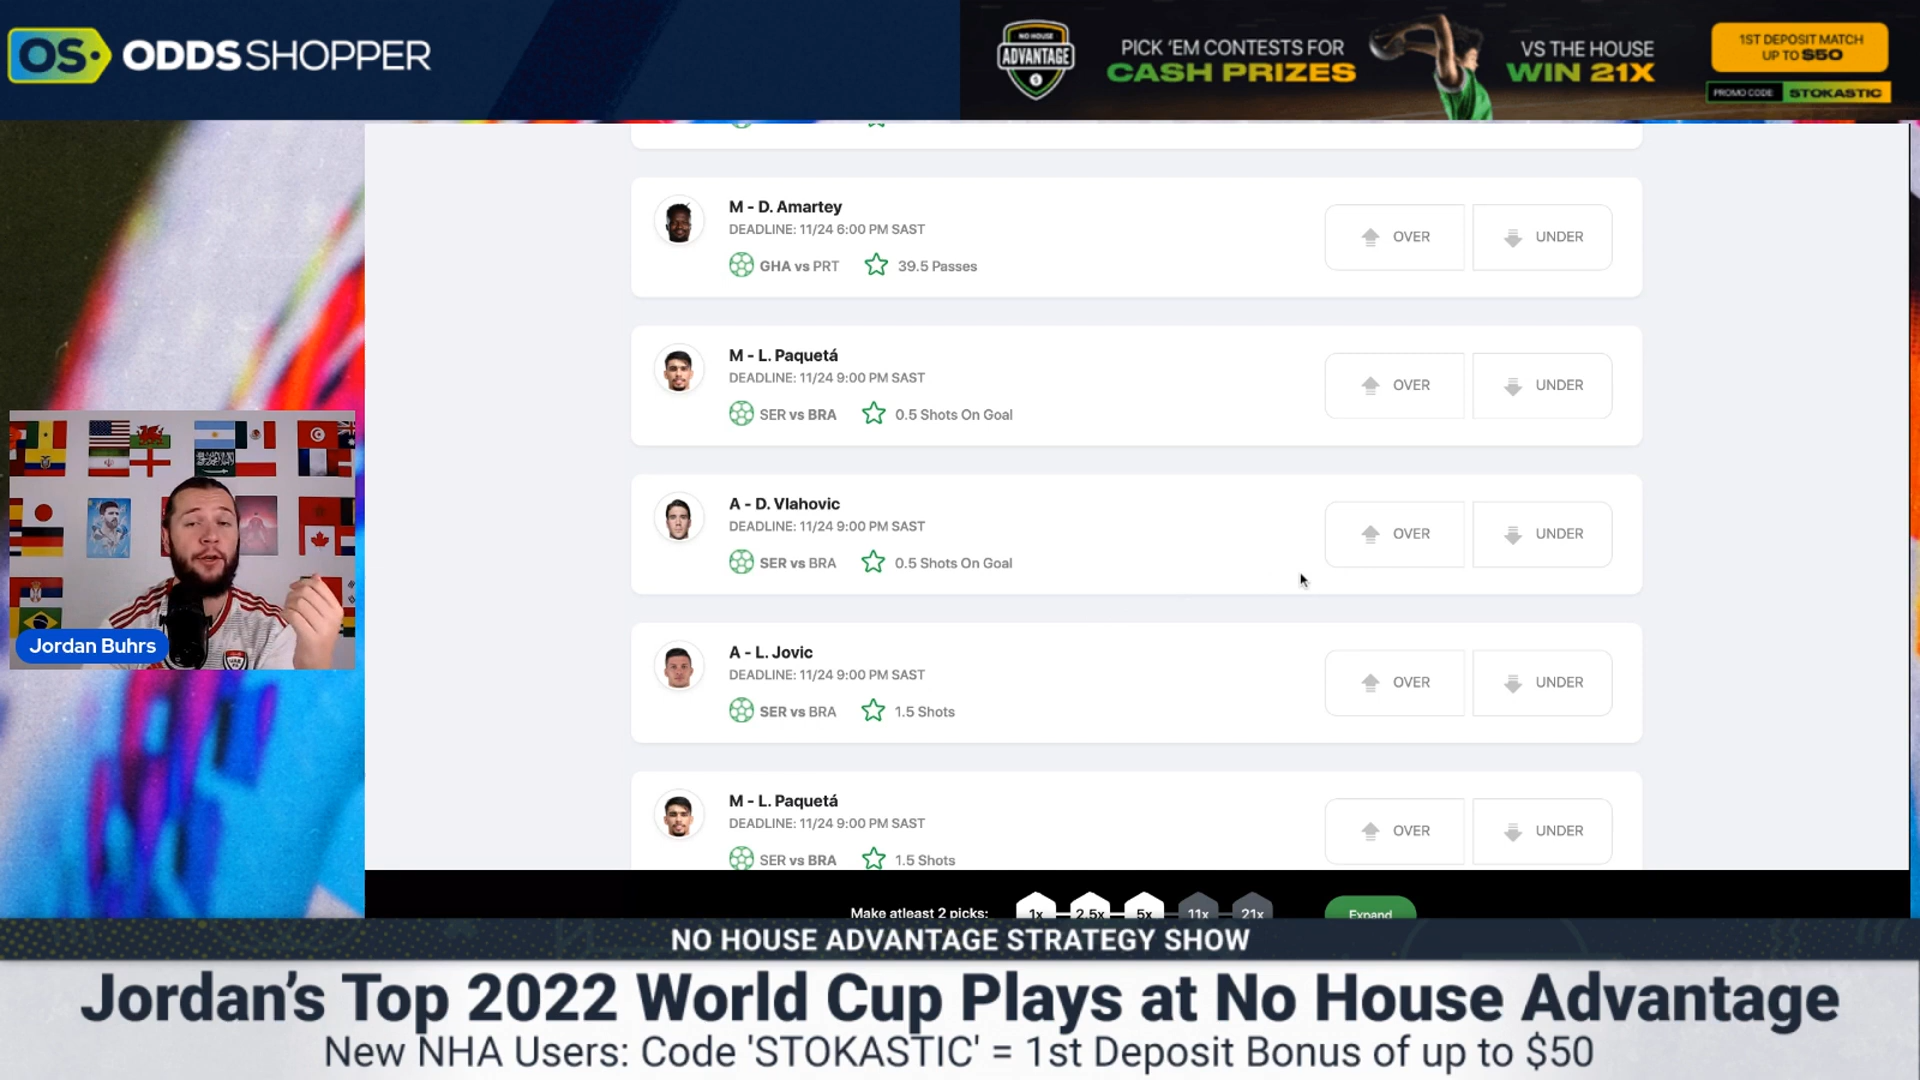 OS ODDSSHOPPER
NO HOUSE
ADVANTAGE
PICK 'EM CONTESTS FOR
CASH PRIZES
VS THE HOUSE
WIN 21X
1ST DEPOSIT MATCH
UP TO $50
PROMO CODE STOKASTIC
M - D. Amartey
DEADLINE: 11/24 6:00 PM SAST
GHA vs PRT 39.5 Passes
OVER UNDER
M - L. Paquetá
DEADLINE: 11/24 9:00 PM SAST
SER vs BRA 0.5 Shots On Goal
OVER UNDER
A - D. Vlahovic
DEADLINE: 11/24 9:00 PM SAST
SER vs BRA 0.5 Shots On Goal
OVER UNDER
A - L. Jovic
DEADLINE: 11/24 9:00 PM SAST
SER vs BRA 1.5 Shots
OVER UNDER
M - L. Paquetá
DEADLINE: 11/24 9:00 PM SAST
SER vs BRA 1.5 Shots
OVER UNDER
Jordan Buhrs
Make atleast 2 picks: 1x 2.5x 5x 11x 21x Expand
NO HOUSE ADVANTAGE STRATEGY SHOW
Jordan's Top 2022 World Cup Plays at No House Advantage
New NHA Users: Code 'STOKASTIC' = 1st Deposit Bonus of up to $50